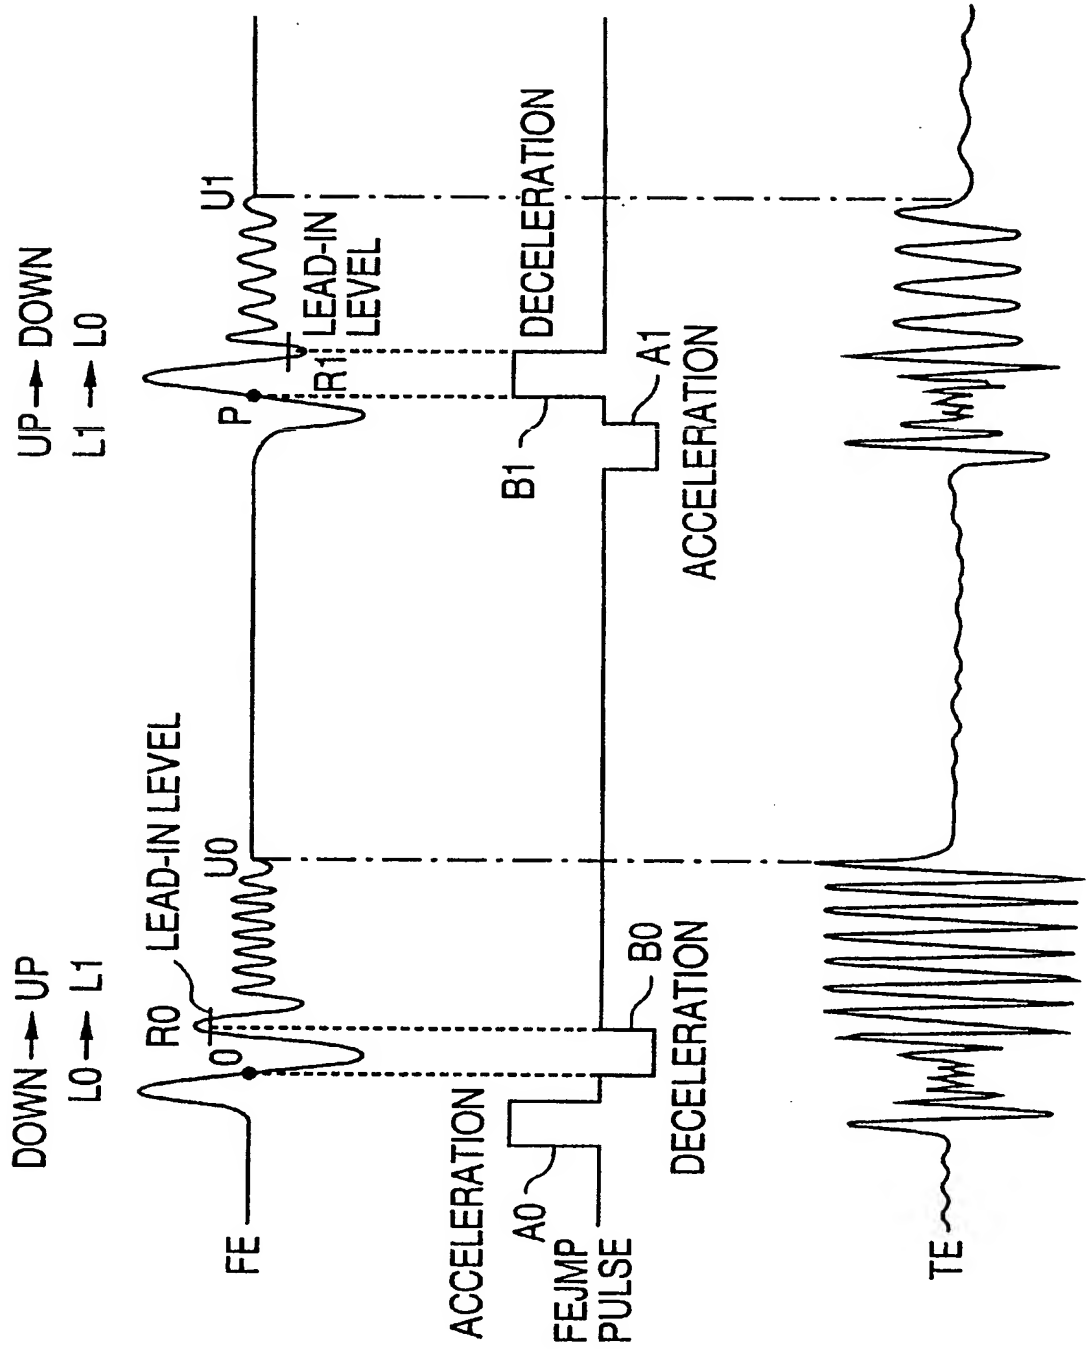 DOWN → UP
L0 → L1
UP → DOWN
L1 → L0
R0
LEAD-IN LEVEL
U0
U1
O
P
R1
LEAD-IN
LEVEL
FE
ACCELERATION
A0
FEJMP
PULSE
B0
DECELERATION
B1
DECELERATION
A1
ACCELERATION
TE